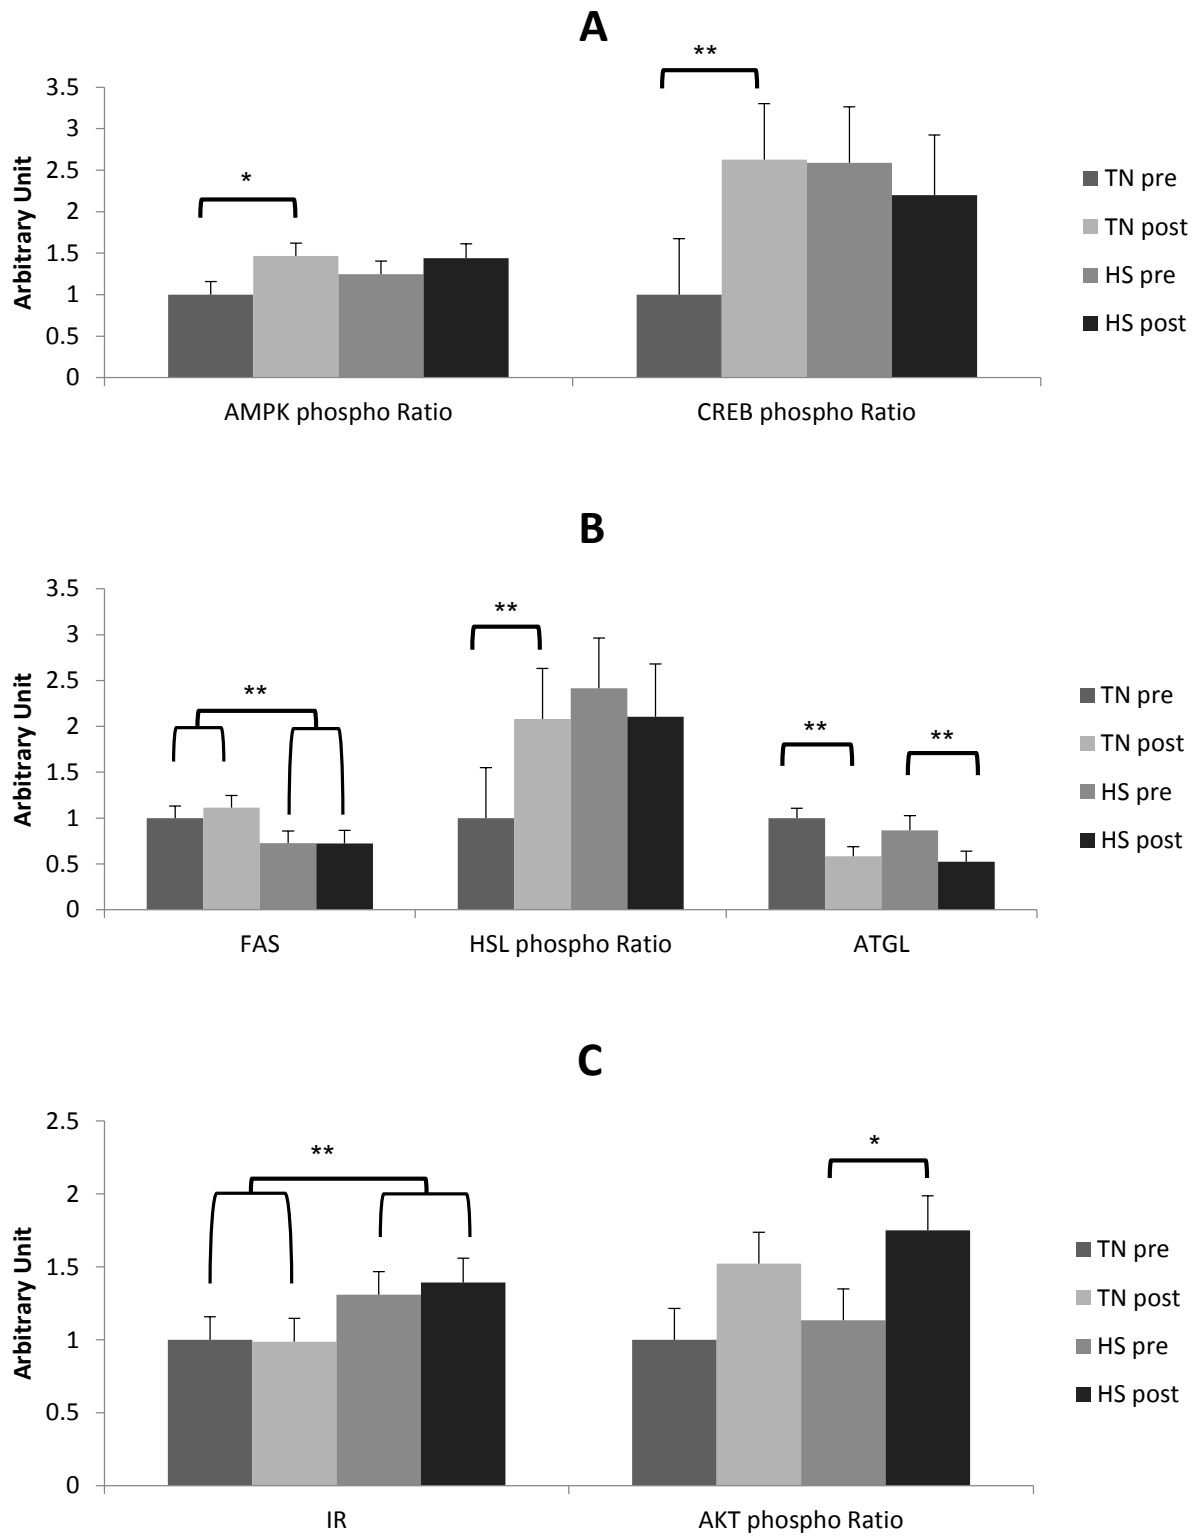 A
**
3.5
3
2.5
2
1.5
1
0.5
0
Arbitrary Unit
*
AMPK phospho Ratio
CREB phospho Ratio
TN pre
TN post
HS pre
HS post
B
3.5
3
2.5
2
1.5
1
0.5
0
Arbitrary Unit
**
**
**
**
FAS
HSL phospho Ratio
ATGL
TN pre
TN post
HS pre
HS post
C
2.5
2
1.5
1
0.5
0
Arbitrary Unit
**
*
IR
AKT phospho Ratio
TN pre
TN post
HS pre
HS post